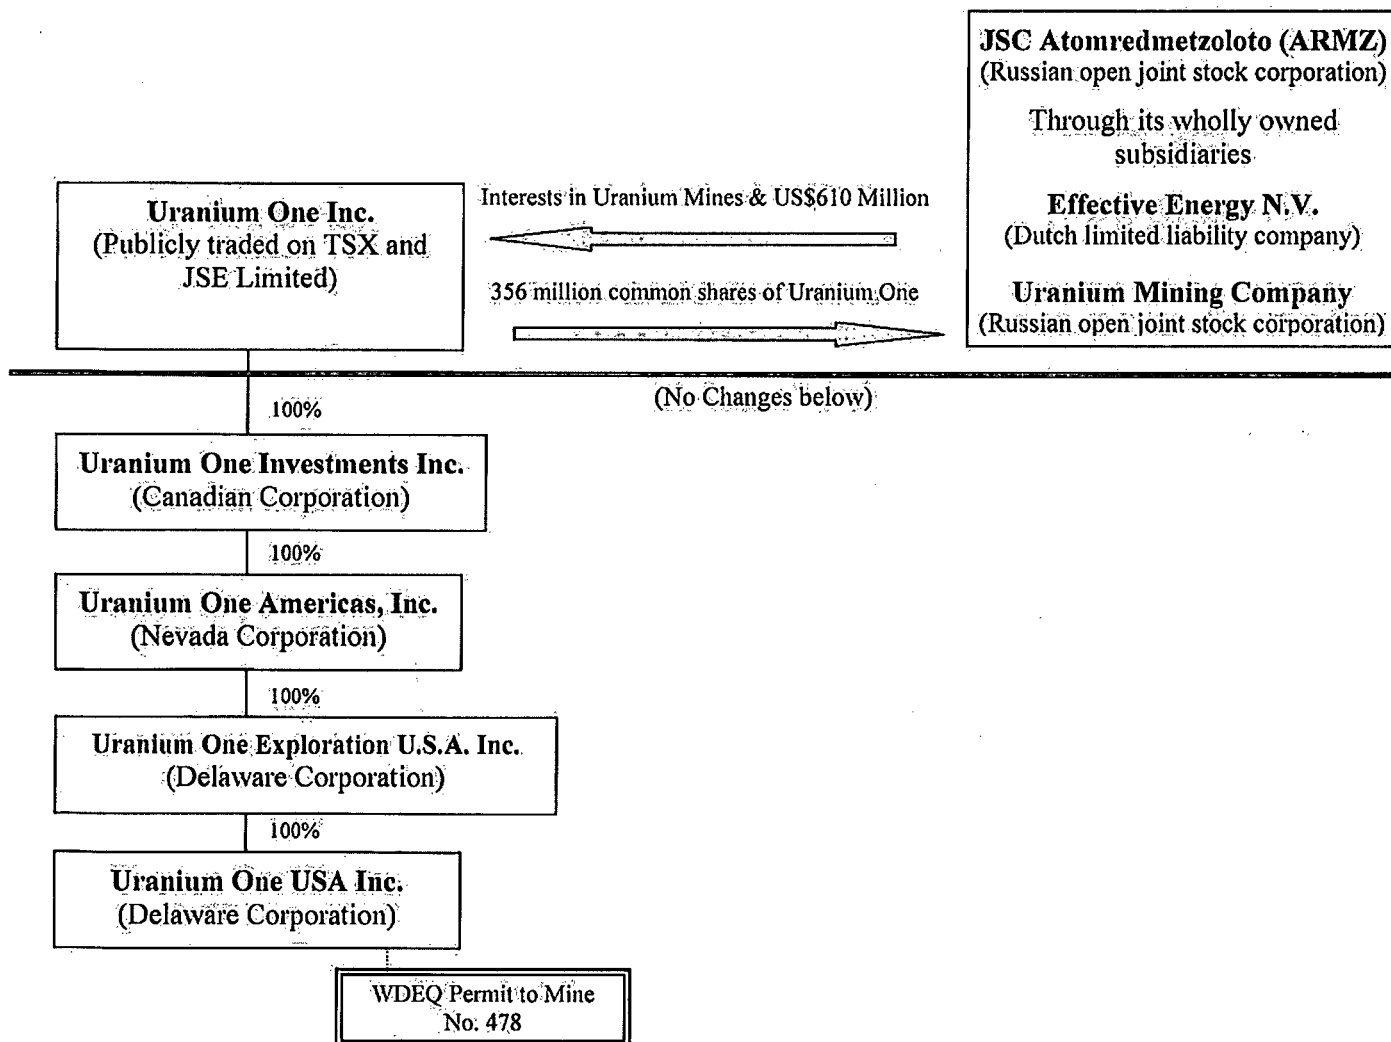 JSC Atomredmetzoloto (ARMZ)
(Russian open joint stock corporation)
Through its wholly owned
subsidiaries
Effective Energy N.V.
(Dutch limited liability company)
Uranium Mining Company
(Russian open joint stock corporation)
Uranium One Inc.
(Publicly traded on TSX and
JSE Limited)
Interests in Uranium Mines & US$610 Million
356 million common shares of Uranium One
(No Changes below)
100%
Uranium One Investments Inc.
(Canadian Corporation)
100%
Uranium One Americas, Inc.
(Nevada Corporation)
100%
Uranium One Exploration U.S.A. Inc.
(Delaware Corporation)
100%
Uranium One USA Inc.
(Delaware Corporation)
WDEQ Permit to Mine
No. 478